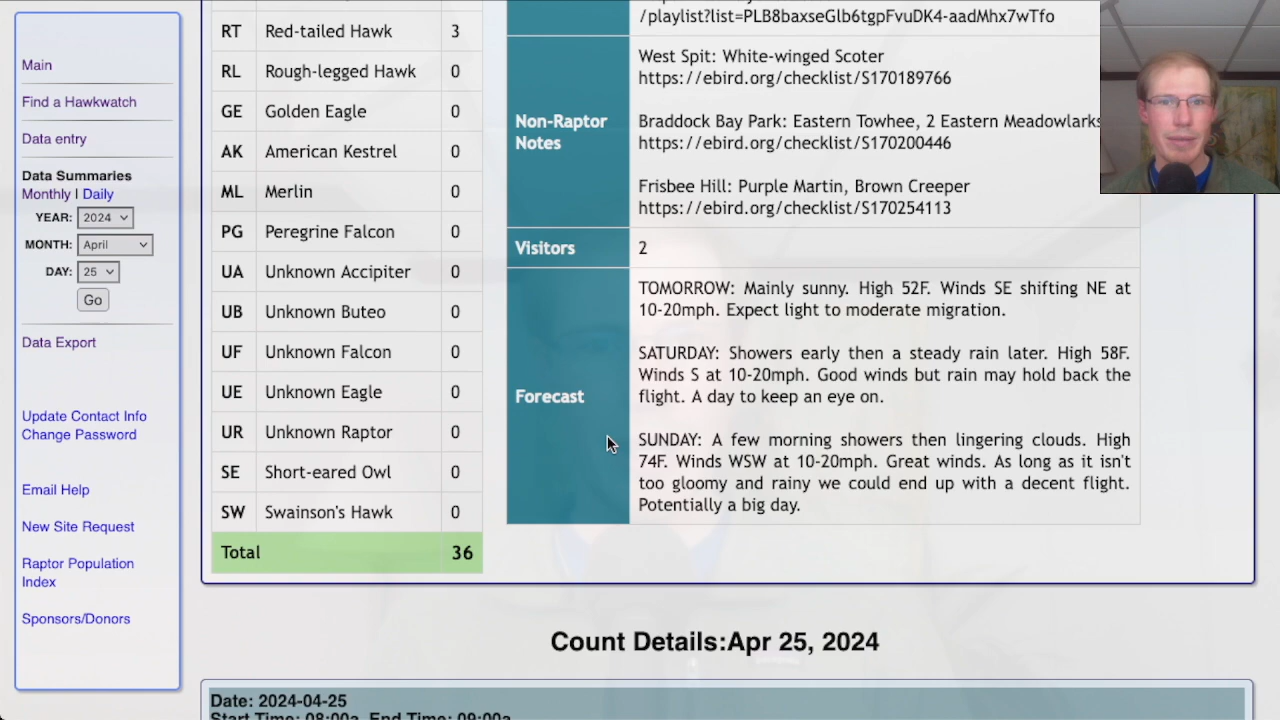 Main
Find a Hawkwatch
Data entry
Data Summaries
Monthly | Daily
YEAR: 2024
MONTH: April
DAY: 25
Go
Data Export
Update Contact Info
Change Password
Email Help
New Site Request
Raptor Population
Index
Sponsors/Donors
RT Red-tailed Hawk 3
RL Rough-legged Hawk 0
GE Golden Eagle 0
AK American Kestrel 0
ML Merlin 0
PG Peregrine Falcon 0
UA Unknown Accipiter 0
UB Unknown Buteo 0
UF Unknown Falcon 0
UE Unknown Eagle 0
UR Unknown Raptor 0
SE Short-eared Owl 0
SW Swainson's Hawk 0
Total 36
/playlist?list=PLB8baxseGlb6tgpFvuDK4-aadMhx7wTfo
Non-Raptor
Notes
West Spit: White-winged Scoter
https://ebird.org/checklist/S170189766
Braddock Bay Park: Eastern Towhee, 2 Eastern Meadowlarks
https://ebird.org/checklist/S170200446
Frisbee Hill: Purple Martin, Brown Creeper
https://ebird.org/checklist/S170254113
Visitors 2
Forecast
TOMORROW: Mainly sunny. High 52F. Winds SE shifting NE at
10-20mph. Expect light to moderate migration.
SATURDAY: Showers early then a steady rain later. High 58F.
Winds S at 10-20mph. Good winds but rain may hold back the
flight. A day to keep an eye on.
SUNDAY: A few morning showers then lingering clouds. High
74F. Winds WSW at 10-20mph. Great winds. As long as it isn't
too gloomy and rainy we could end up with a decent flight.
Potentially a big day.
Count Details:Apr 25, 2024
Date: 2024-04-25
Start Time: 08:00a End Time: 09:00a